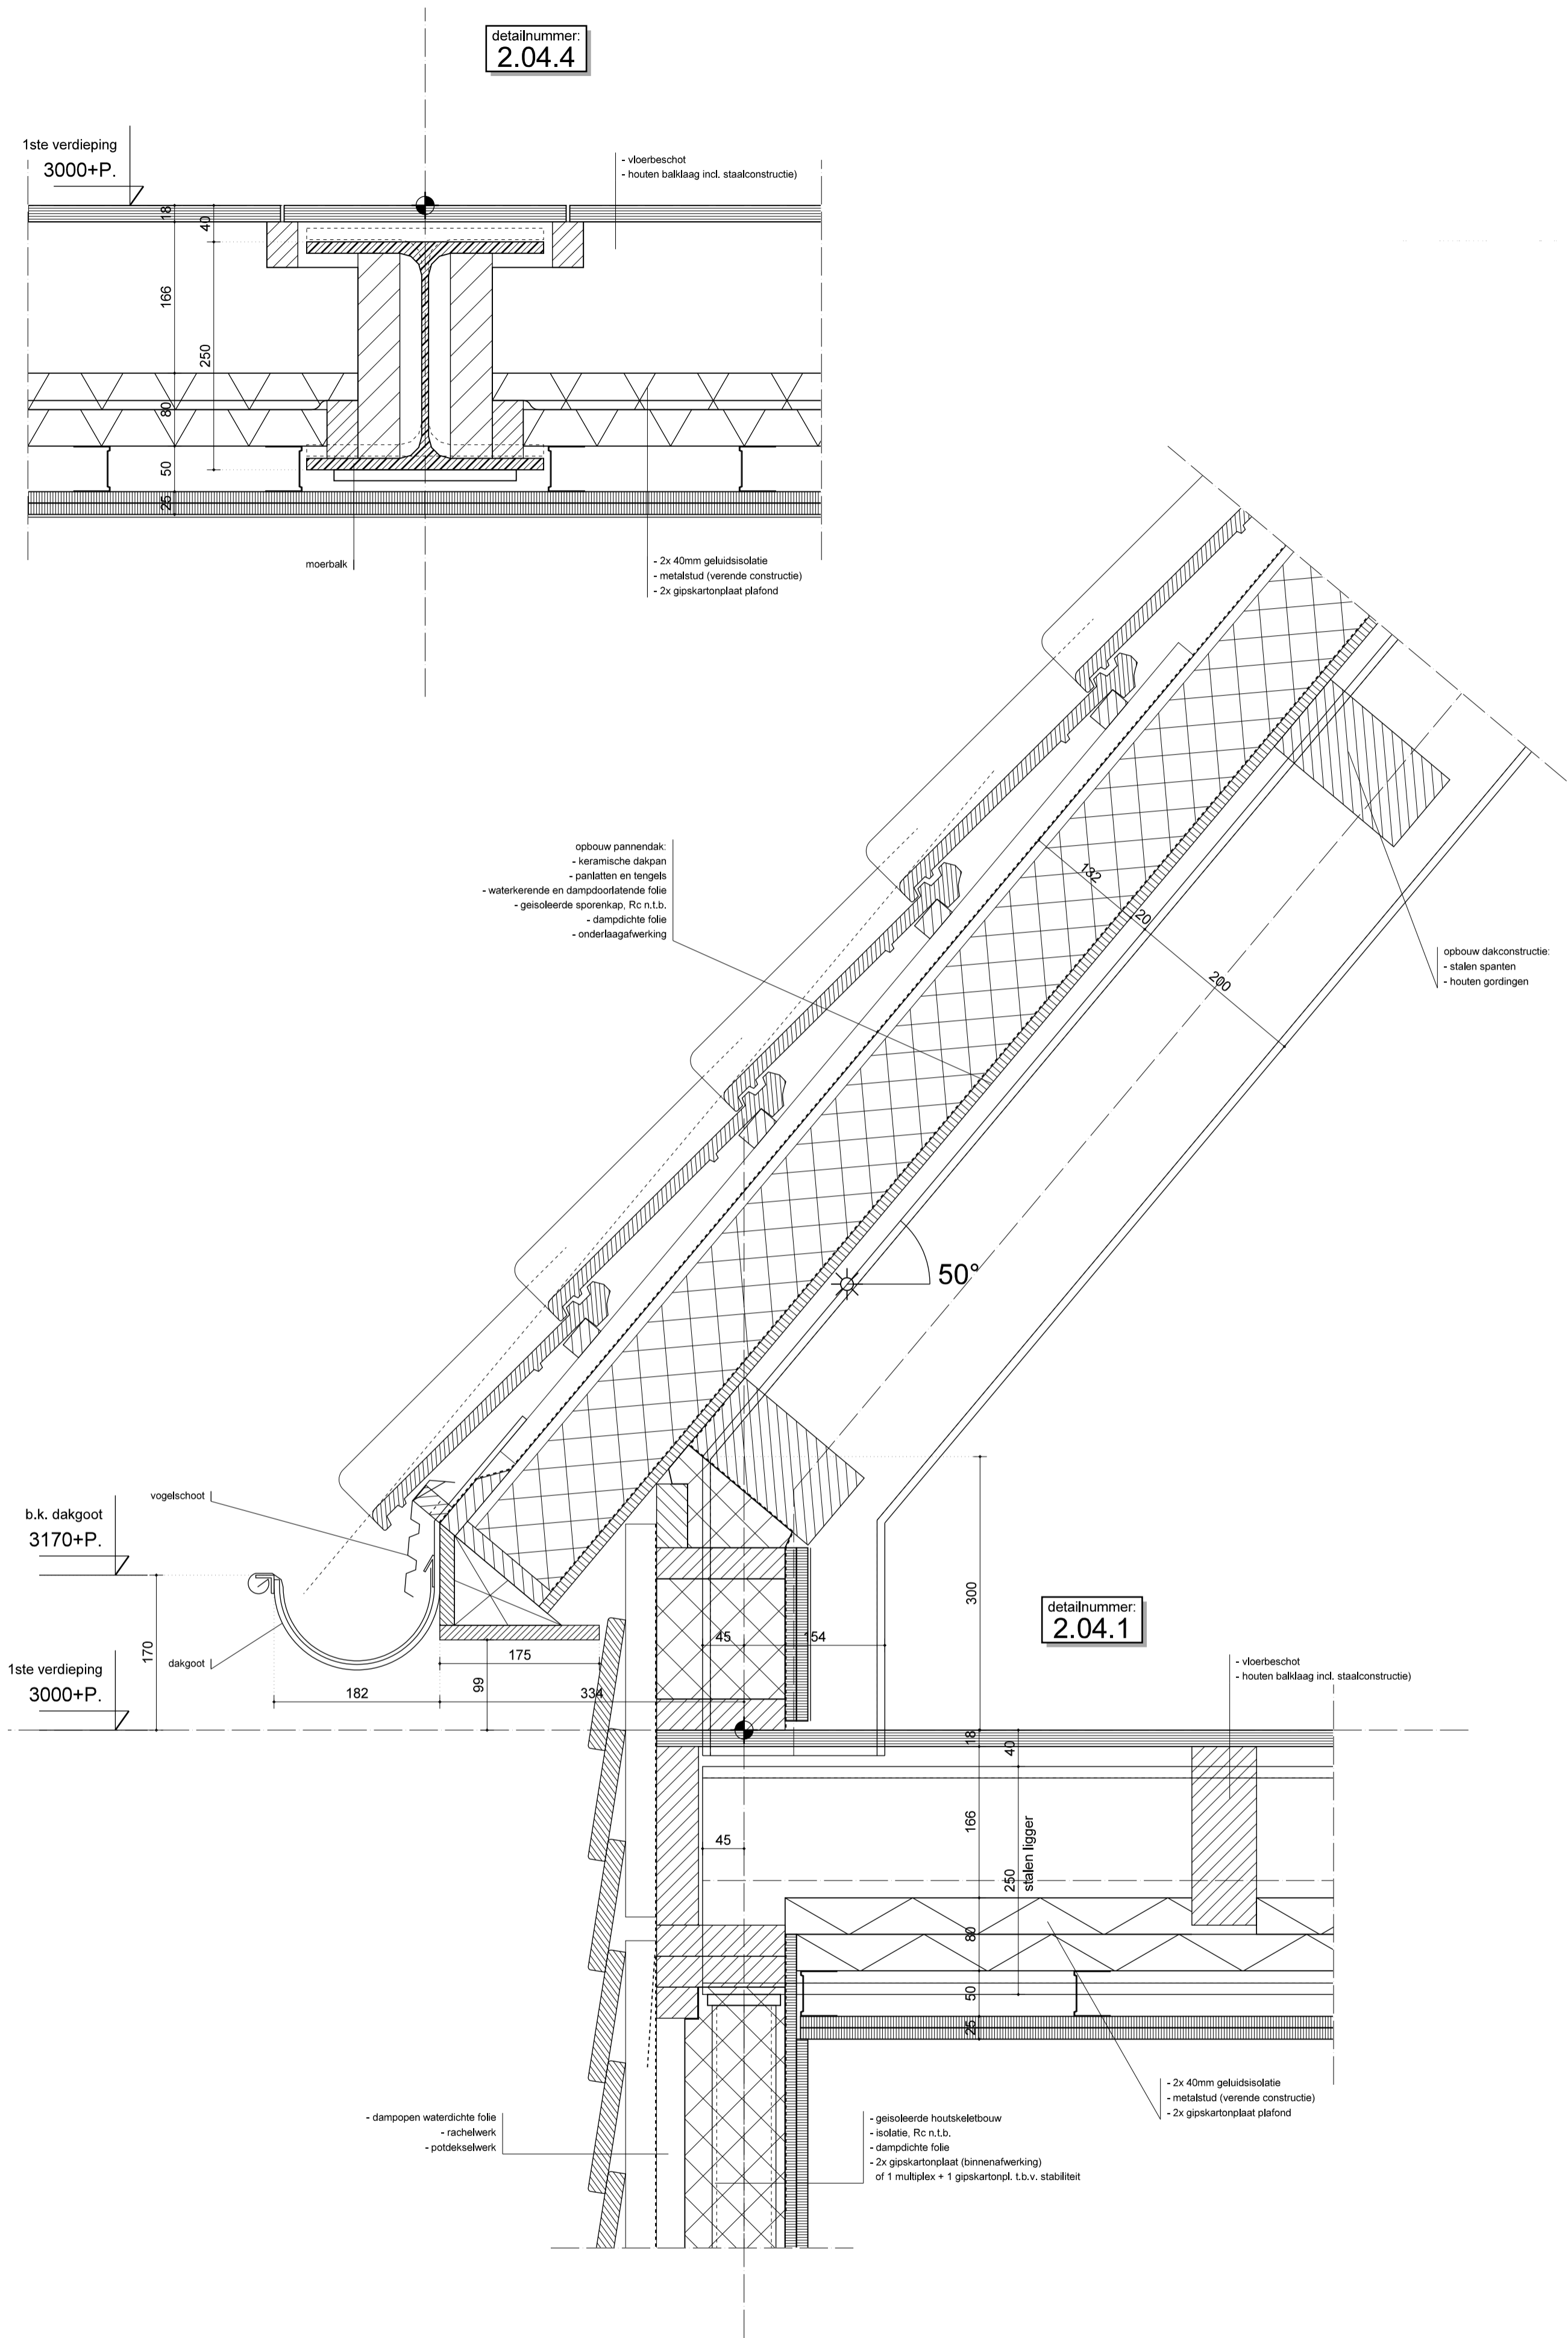 detailnummer:
2.04.4
1ste verdieping
3000+P.
- vloerbeschot
- houten balklaag incl. staalconstructie)
18
40
166
250
80
50
25
moerbalk
- 2x 40mm geluidsisolatie
- metalstud (verende constructie)
- 2x gipskartonplaat plafond
opbouw pannendak:
- keramische dakpan
- panlatten en tengels
- waterkerende en dampdoorlatende folie
- geisoleerde sporenkap, Rc n.t.b.
- dampdichte folie
- onderlaagafwerking
132
20
200
opbouw dakconstructie:
- stalen spanten
- houten gordingen
50°
vogelschoot
b.k. dakgoot
3170+P.
170
dakgoot
1ste verdieping
3000+P.
175
99
182
334
45
154
300
detailnummer:
2.04.1
- vloerbeschot
- houten balklaag incl. staalconstructie)
18
40
166
45
250
stalen ligger
80
50
25
- 2x 40mm geluidsisolatie
- metalstud (verende constructie)
- 2x gipskartonplaat plafond
- dampopen waterdichte folie
- rachelwerk
- potdekselwerk
- geisoleerde houtskeletbouw
- isolatie, Rc n.t.b.
- dampdichte folie
- 2x gipskartonplaat (binnenafwerking)
of 1 multiplex + 1 gipskartonpl. t.b.v. stabiliteit